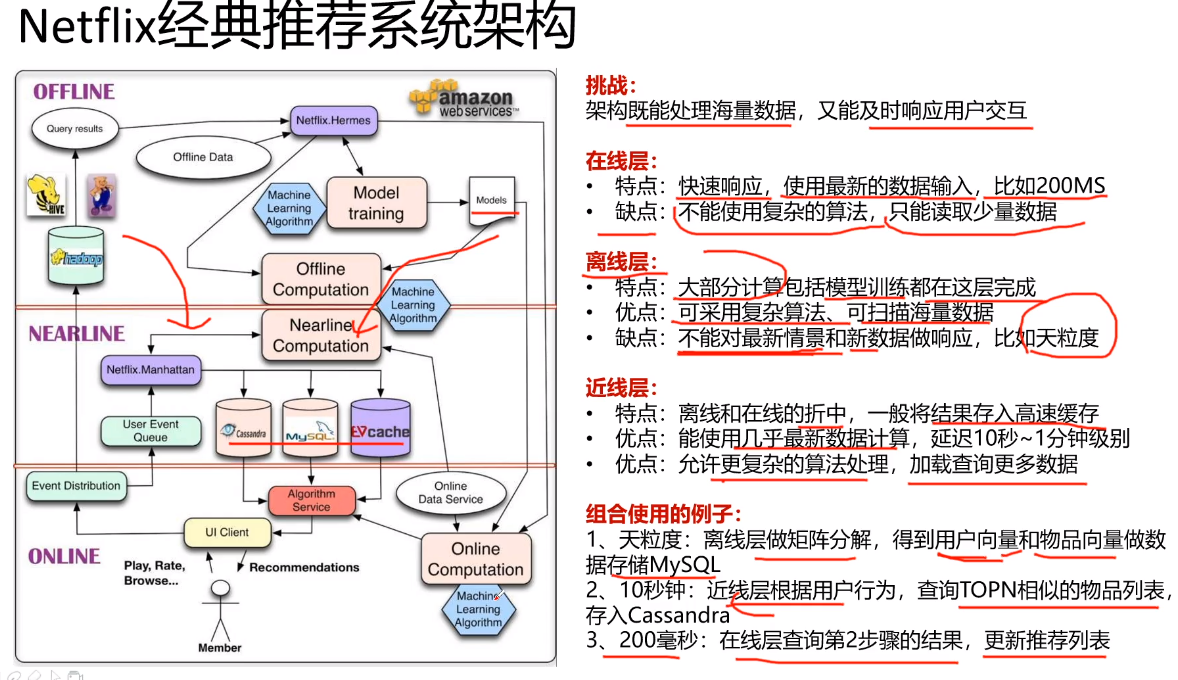 Netflix经典推荐系统架构
OFFLINE
Query results
Netflix.Hermes
amazon
web services™
Offline Data
HIVE
Machine
Learning
Algorithm
Model
training
Models
hadoop
Offline
Computation
Machine
Learning
Algorithm
NEARLINE
Nearline
Computation
Netflix.Manhattan
User Event
Queue
Cassandra
MySQL
EVcache
Event Distribution
Algorithm
Service
Online
Data Service
UI Client
ONLINE
Play, Rate,
Browse...
Recommendations
Online
Computation
Machine
Learning
Algorithm
Member
挑战：
架构既能处理海量数据，又能及时响应用户交互
在线层：
• 特点：快速响应，使用最新的数据输入，比如200MS
• 缺点：不能使用复杂的算法，只能读取少量数据
离线层：
• 特点：大部分计算包括模型训练都在这层完成
• 优点：可采用复杂算法、可扫描海量数据
• 缺点：不能对最新情景和新数据做响应，比如天粒度
近线层：
• 特点：离线和在线的折中，一般将结果存入高速缓存
• 优点：能使用几乎最新数据计算，延迟10秒~1分钟级别
• 优点：允许更复杂的算法处理，加载查询更多数据
组合使用的例子：
1、天粒度：离线层做矩阵分解，得到用户向量和物品向量做数
据存储MySQL
2、10秒钟：近线层根据用户行为，查询TOPN相似的物品列表，
存入Cassandra
3、200毫秒：在线层查询第2步骤的结果，更新推荐列表